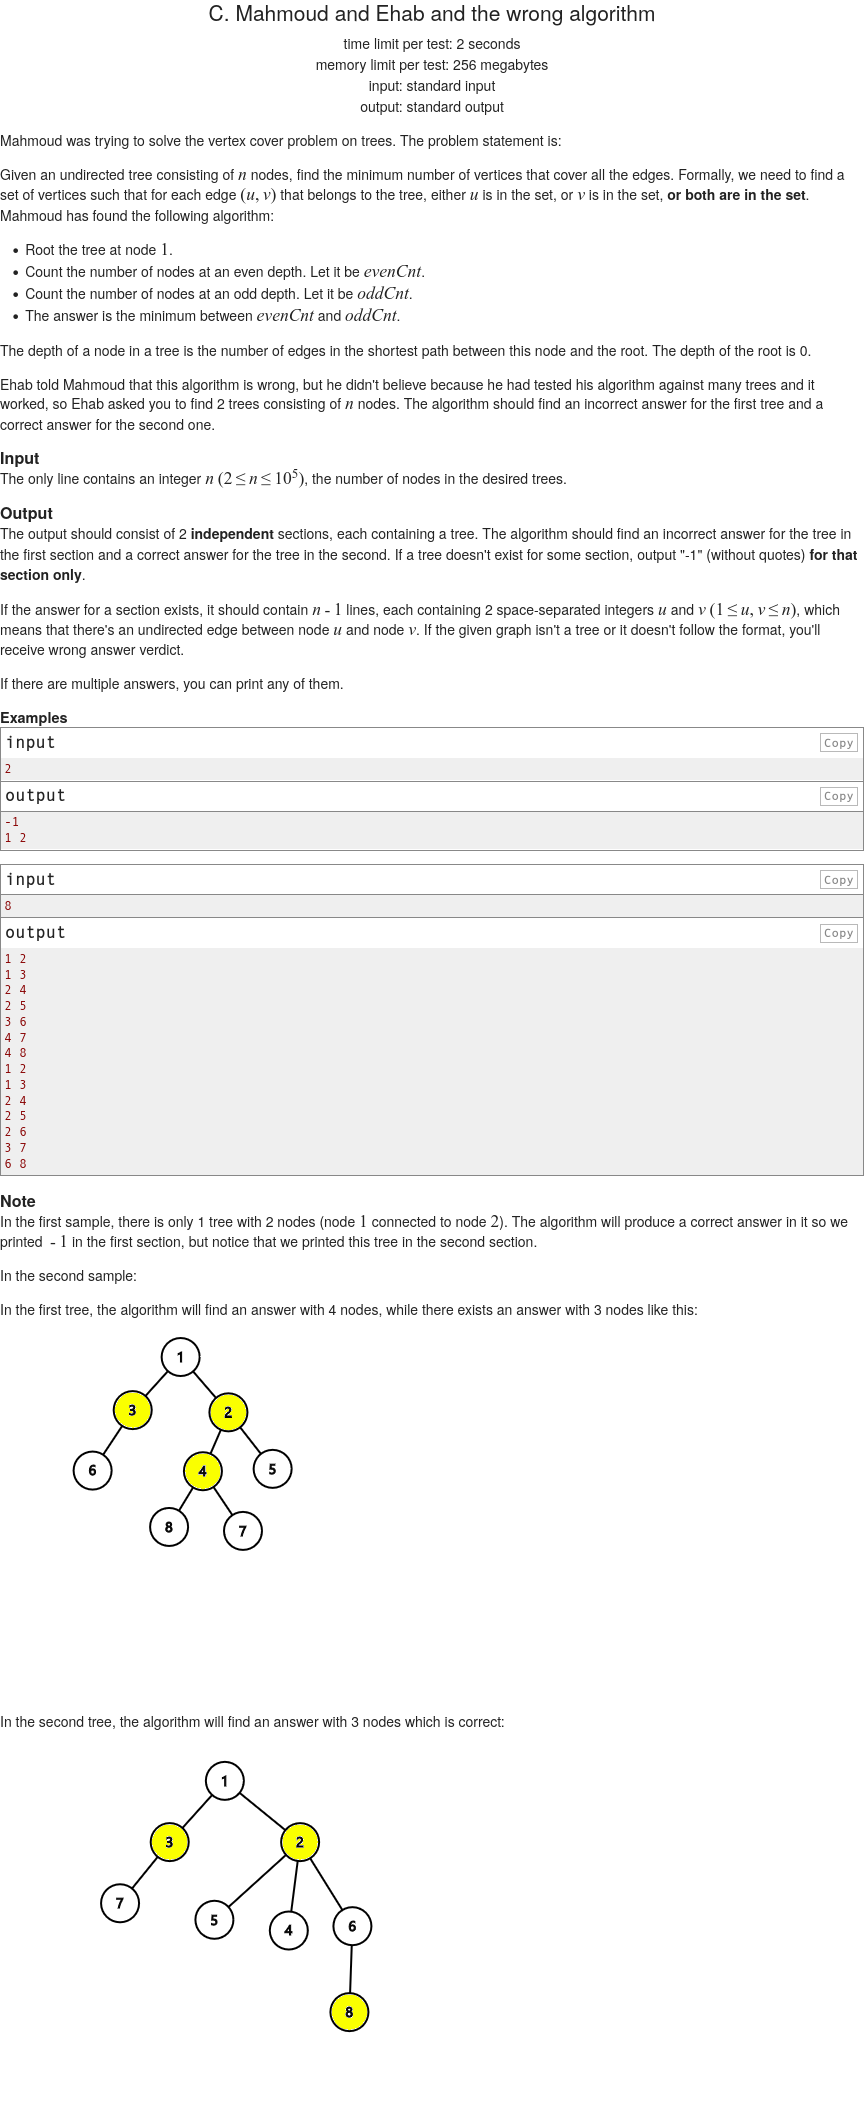 C. Mahmoud and Ehab and the wrong algorithm
time limit per test: 2 seconds
memory limit per test: 256 megabytes
input: standard input
output: standard output
Mahmoud was trying to solve the vertex cover problem on trees. The problem statement is:
Given an undirected tree consisting of n nodes, find the minimum number of vertices that cover all the edges. Formally, we need to find a
set of vertices such that for each edge (u, v) that belongs to the tree, either u is in the set, or v is in the set, or both are in the set.
Mahmoud has found the following algorithm:
• Root the tree at node 1.
• Count the number of nodes at an even depth. Let it be evenCnt.
• Count the number of nodes at an odd depth. Let it be oddCnt.
• The answer is the minimum between evenCnt and oddCnt.
The depth of a node in a tree is the number of edges in the shortest path between this node and the root. The depth of the root is 0.
Ehab told Mahmoud that this algorithm is wrong, but he didn't believe because he had tested his algorithm against many trees and it
worked, so Ehab asked you to find 2 trees consisting of n nodes. The algorithm should find an incorrect answer for the first tree and a
correct answer for the second one.
Input
The only line contains an integer n (2 ≤ n ≤ 10⁵), the number of nodes in the desired trees.
Output
The output should consist of 2 independent sections, each containing a tree. The algorithm should find an incorrect answer for the tree in
the first section and a correct answer for the tree in the second. If a tree doesn't exist for some section, output "-1" (without quotes) for that
section only.
If the answer for a section exists, it should contain n - 1 lines, each containing 2 space-separated integers u and v (1 ≤ u, v ≤ n), which
means that there's an undirected edge between node u and node v. If the given graph isn't a tree or it doesn't follow the format, you'll
receive wrong answer verdict.
If there are multiple answers, you can print any of them.
Examples
input Copy
2
output Copy
-1
1 2
input Copy
8
output Copy
1 2
1 3
2 4
2 5
3 6
4 7
4 8
1 2
1 3
2 4
2 5
2 6
3 7
6 8
Note
In the first sample, there is only 1 tree with 2 nodes (node 1 connected to node 2). The algorithm will produce a correct answer in it so we
printed - 1 in the first section, but notice that we printed this tree in the second section.
In the second sample:
In the first tree, the algorithm will find an answer with 4 nodes, while there exists an answer with 3 nodes like this:
1
3 2
6 4 5
8 7
In the second tree, the algorithm will find an answer with 3 nodes which is correct:
1
3 2
7 5 4 6
8